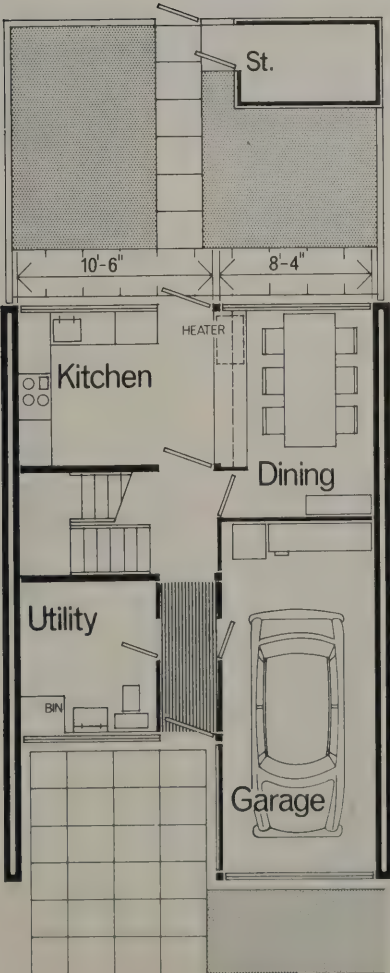 St.
10'-6"
8'-4"
HEATER
Kitchen
Dining
Utility
BIN
Garage